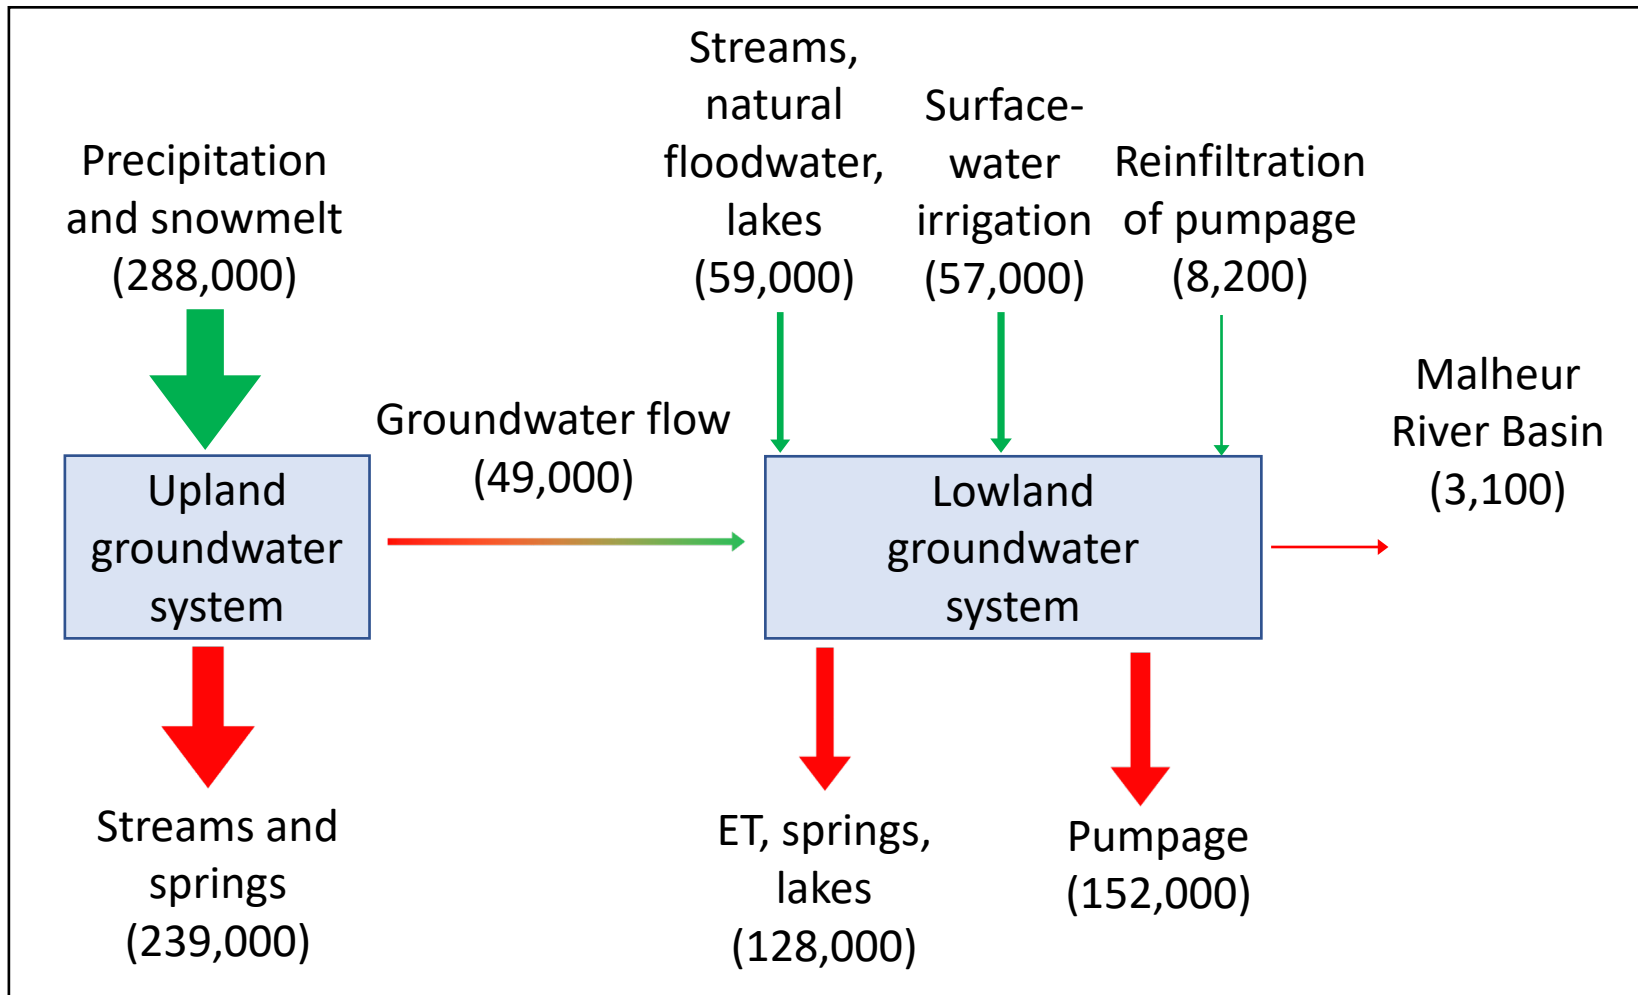 Precipitation
and snowmelt
(288,000)
Streams,
natural
floodwater,
lakes
(59,000)
Surface-
water
irrigation
(57,000)
Reinfiltration
of pumpage
(8,200)
Malheur
River Basin
(3,100)
Groundwater flow
(49,000)
Upland
groundwater
system
Lowland
groundwater
system
Streams and
springs
(239,000)
ET, springs,
lakes
(128,000)
Pumpage
(152,000)